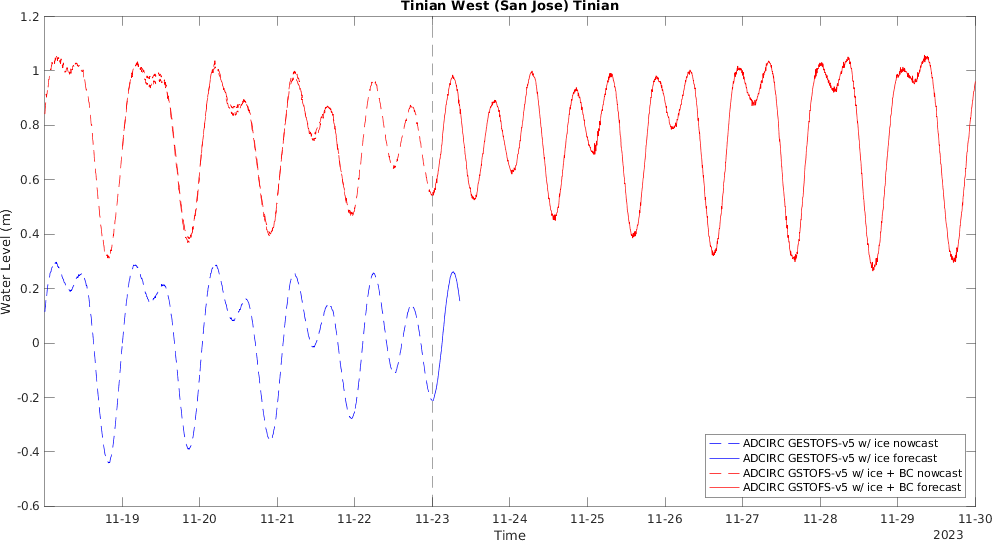 Tinian West (San Jose) Tinian
1.2
1
0.8
0.6
0.4
0.2
0
-0.2
-0.4
-0.6
Water Level (m)
ADCIRC GESTOFS-v5 w/ ice nowcast
ADCIRC GESTOFS-v5 w/ ice forecast
ADCIRC GSTOFS-v5 w/ ice + BC nowcast
ADCIRC GSTOFS-v5 w/ ice + BC forecast
11-19 11-20 11-21 11-22 11-23 11-24 11-25 11-26 11-27 11-28 11-29 11-30
Time
2023